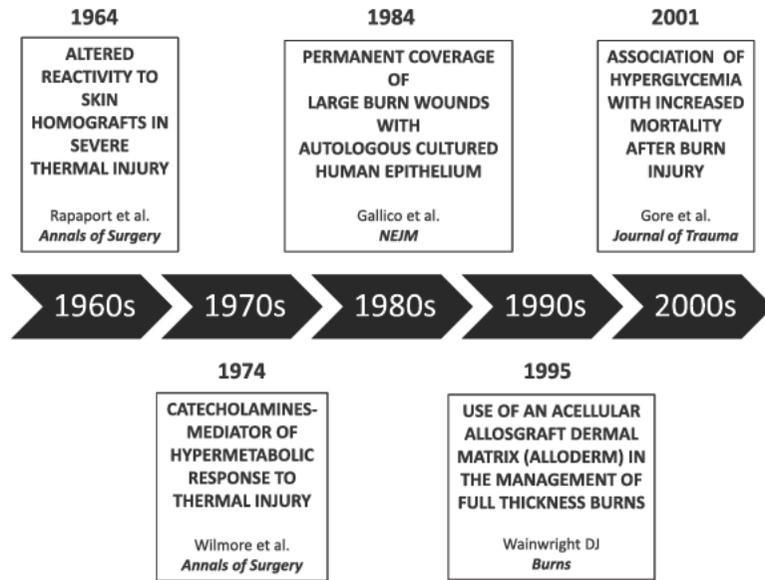 1964
ALTERED
REACTIVITY TO
SKIN
HOMOGRAFTS IN
SEVERE
THERMAL INJURY
Rapaport et al.
Annals of Surgery
1984
PERMANENT COVERAGE
OF
LARGE BURN WOUNDS
WITH
AUTOLOGOUS CULTURED
HUMAN EPITHELIUM
Gallico et al.
NEJM
2001
ASSOCIATION OF
HYPERGLYCEMIA
WITH INCREASED
MORTALITY
AFTER BURN
INJURY
Gore et al.
Journal of Trauma
1960s
1970s
1980s
1990s
2000s
1974
CATECHOLAMINES-
MEDIATOR OF
HYPERMETABOLIC
RESPONSE TO
THERMAL INJURY
Wilmore et al.
Annals of Surgery
1995
USE OF AN ACELLULAR
ALLOSGRAFT DERMAL
MATRIX (ALLODERM) IN
THE MANAGEMENT OF
FULL THICKNESS BURNS
Wainwright DJ
Burns